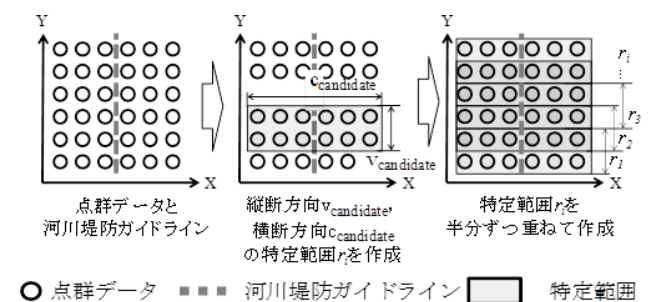 Y
X
点群データと
河川堤防ガイドライン
Y
c_candidate
v_candidate
X
縦断方向v_candidate,
横断方向c_candidate
の特定範囲r_iを作成
Y
r_i
⋮
r_3
r_2
r_1
X
特定範囲r_iを
半分ずつ重ねて作成
点群データ 河川堤防ガイドライン 特定範囲